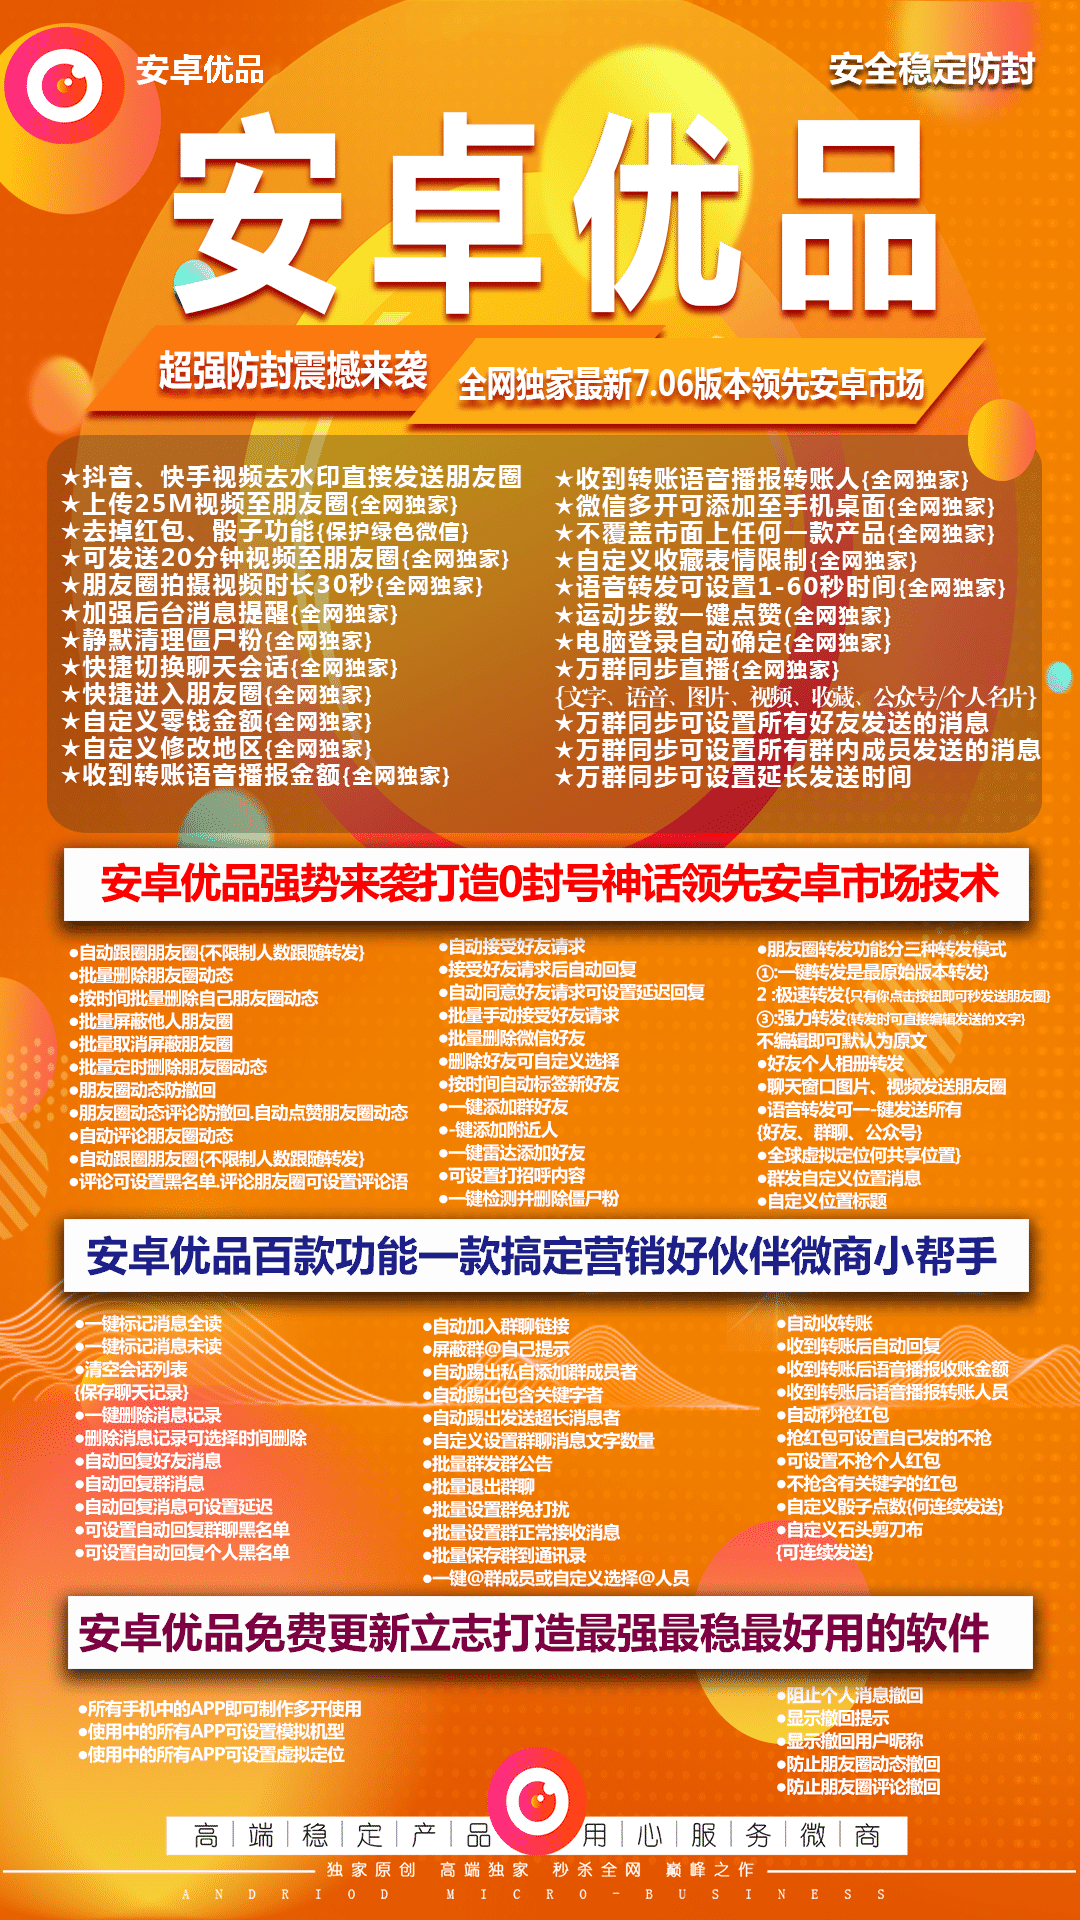 安卓优品
安全稳定防封
安卓优品
超强防封震撼来袭
全网独家最新7.06版本领先安卓市场
★抖音、快手视频去水印直接发送朋友圈
★上传25M视频至朋友圈{全网独家}
★去掉红包、骰子功能{保护绿色微信}
★可发送20分钟视频至朋友圈{全网独家}
★朋友圈拍摄视频时长30秒{全网独家}
★加强后台消息提醒{全网独家}
★静默清理僵尸粉{全网独家}
★快捷切换聊天会话{全网独家}
★快捷进入朋友圈{全网独家}
★自定义零钱金额{全网独家}
★自定义修改地区{全网独家}
★收到转账语音播报金额{全网独家}
★收到转账语音播报转账人{全网独家}
★微信多开可添加至手机桌面{全网独家}
★不覆盖市面上任何一款产品{全网独家}
★自定义收藏表情限制{全网独家}
★语音转发可设置1-60秒时间{全网独家}
★运动步数一键点赞(全网独家}
★电脑登录自动确定{全网独家}
★万群同步直播{全网独家}
{文字、语音、图片、视频、收藏、公众号/个人名片}
★万群同步可设置所有好友发送的消息
★万群同步可设置所有群内成员发送的消息
★万群同步可设置延长发送时间
安卓优品强势来袭打造0封号神话领先安卓市场技术
●自动跟圈朋友圈{不限制人数跟随转发}
●批量删除朋友圈动态
●按时间批量删除自己朋友圈动态
●批量屏蔽他人朋友圈
●批量取消屏蔽朋友圈
●批量定时删除朋友圈动态
●朋友圈动态防撤回
●朋友圈动态评论防撤回.自动点赞朋友圈动态
●自动评论朋友圈动态
●自动跟圈朋友圈{不限制人数跟随转发}
●评论可设置黑名单.评论朋友圈可设置评论语
●自动接受好友请求
●接受好友请求后自动回复
●自动同意好友请求可设置延迟回复
●批量手动接受好友请求
●批量删除微信好友
●删除好友可自定义选择
●按时间自动标签新好友
●一键添加群好友
●-键添加附近人
●一键雷达添加好友
●可设置打招呼内容
●一键检测并删除僵尸粉
●朋友圈转发功能分三种转发模式
①:一键转发是最原始版本转发}
2 :极速转发{只有你点击按钮即可秒发送朋友圈}
③:强力转发{转发时可直接编辑发送的文字}
不编辑即可默认为原文
●好友个人相册转发
●聊天窗口图片、视频发送朋友圈
●语音转发可一-键发送所有
{好友、群聊、公众号}
●全球虚拟定位何共享位置}
●群发自定义位置消息
●自定义位置标题
安卓优品百款功能一款搞定营销好伙伴微商小帮手
●一键标记消息全读
●一键标记消息未读
●清空会话列表
{保存聊天记录}
●一键删除消息记录
●删除消息记录可选择时间删除
●自动回复好友消息
●自动回复群消息
●自动回复消息可设置延迟
●可设置自动回复群聊黑名单
●可设置自动回复个人黑名单
●自动加入群聊链接
●屏蔽群@自己提示
●自动踢出私自添加群成员者
●自动踢出包含关键字者
●自动踢出发送超长消息者
●自定义设置群聊消息文字数量
●批量群发群公告
●批量退出群聊
●批量设置群免打扰
●批量设置群正常接收消息
●批量保存群到通讯录
●一键@群成员或自定义选择@人员
●自动收转账
●收到转账后自动回复
●收到转账后语音播报收账金额
●收到转账后语音播报转账人员
●自动秒抢红包
●抢红包可设置自己发的不抢
●可设置不抢个人红包
●不抢含有关键字的红包
●自定义骰子点数{何连续发送}
●自定义石头剪刀布
{可连续发送}
安卓优品免费更新立志打造最强最稳最好用的软件
●所有手机中的APP即可制作多开使用
●使用中的所有APP可设置模拟机型
●使用中的所有APP可设置虚拟定位
●阻止个人消息撤回
●显示撤回提示
●显示撤回用户昵称
●防止朋友圈动态撤回
●防止朋友圈评论撤回
高|端|稳|定|产|品 用|心|服|务|微|商
独家原创 高端独家 秒杀全网 巅峰之作
ANDRIOD MICRO-BUSINESS